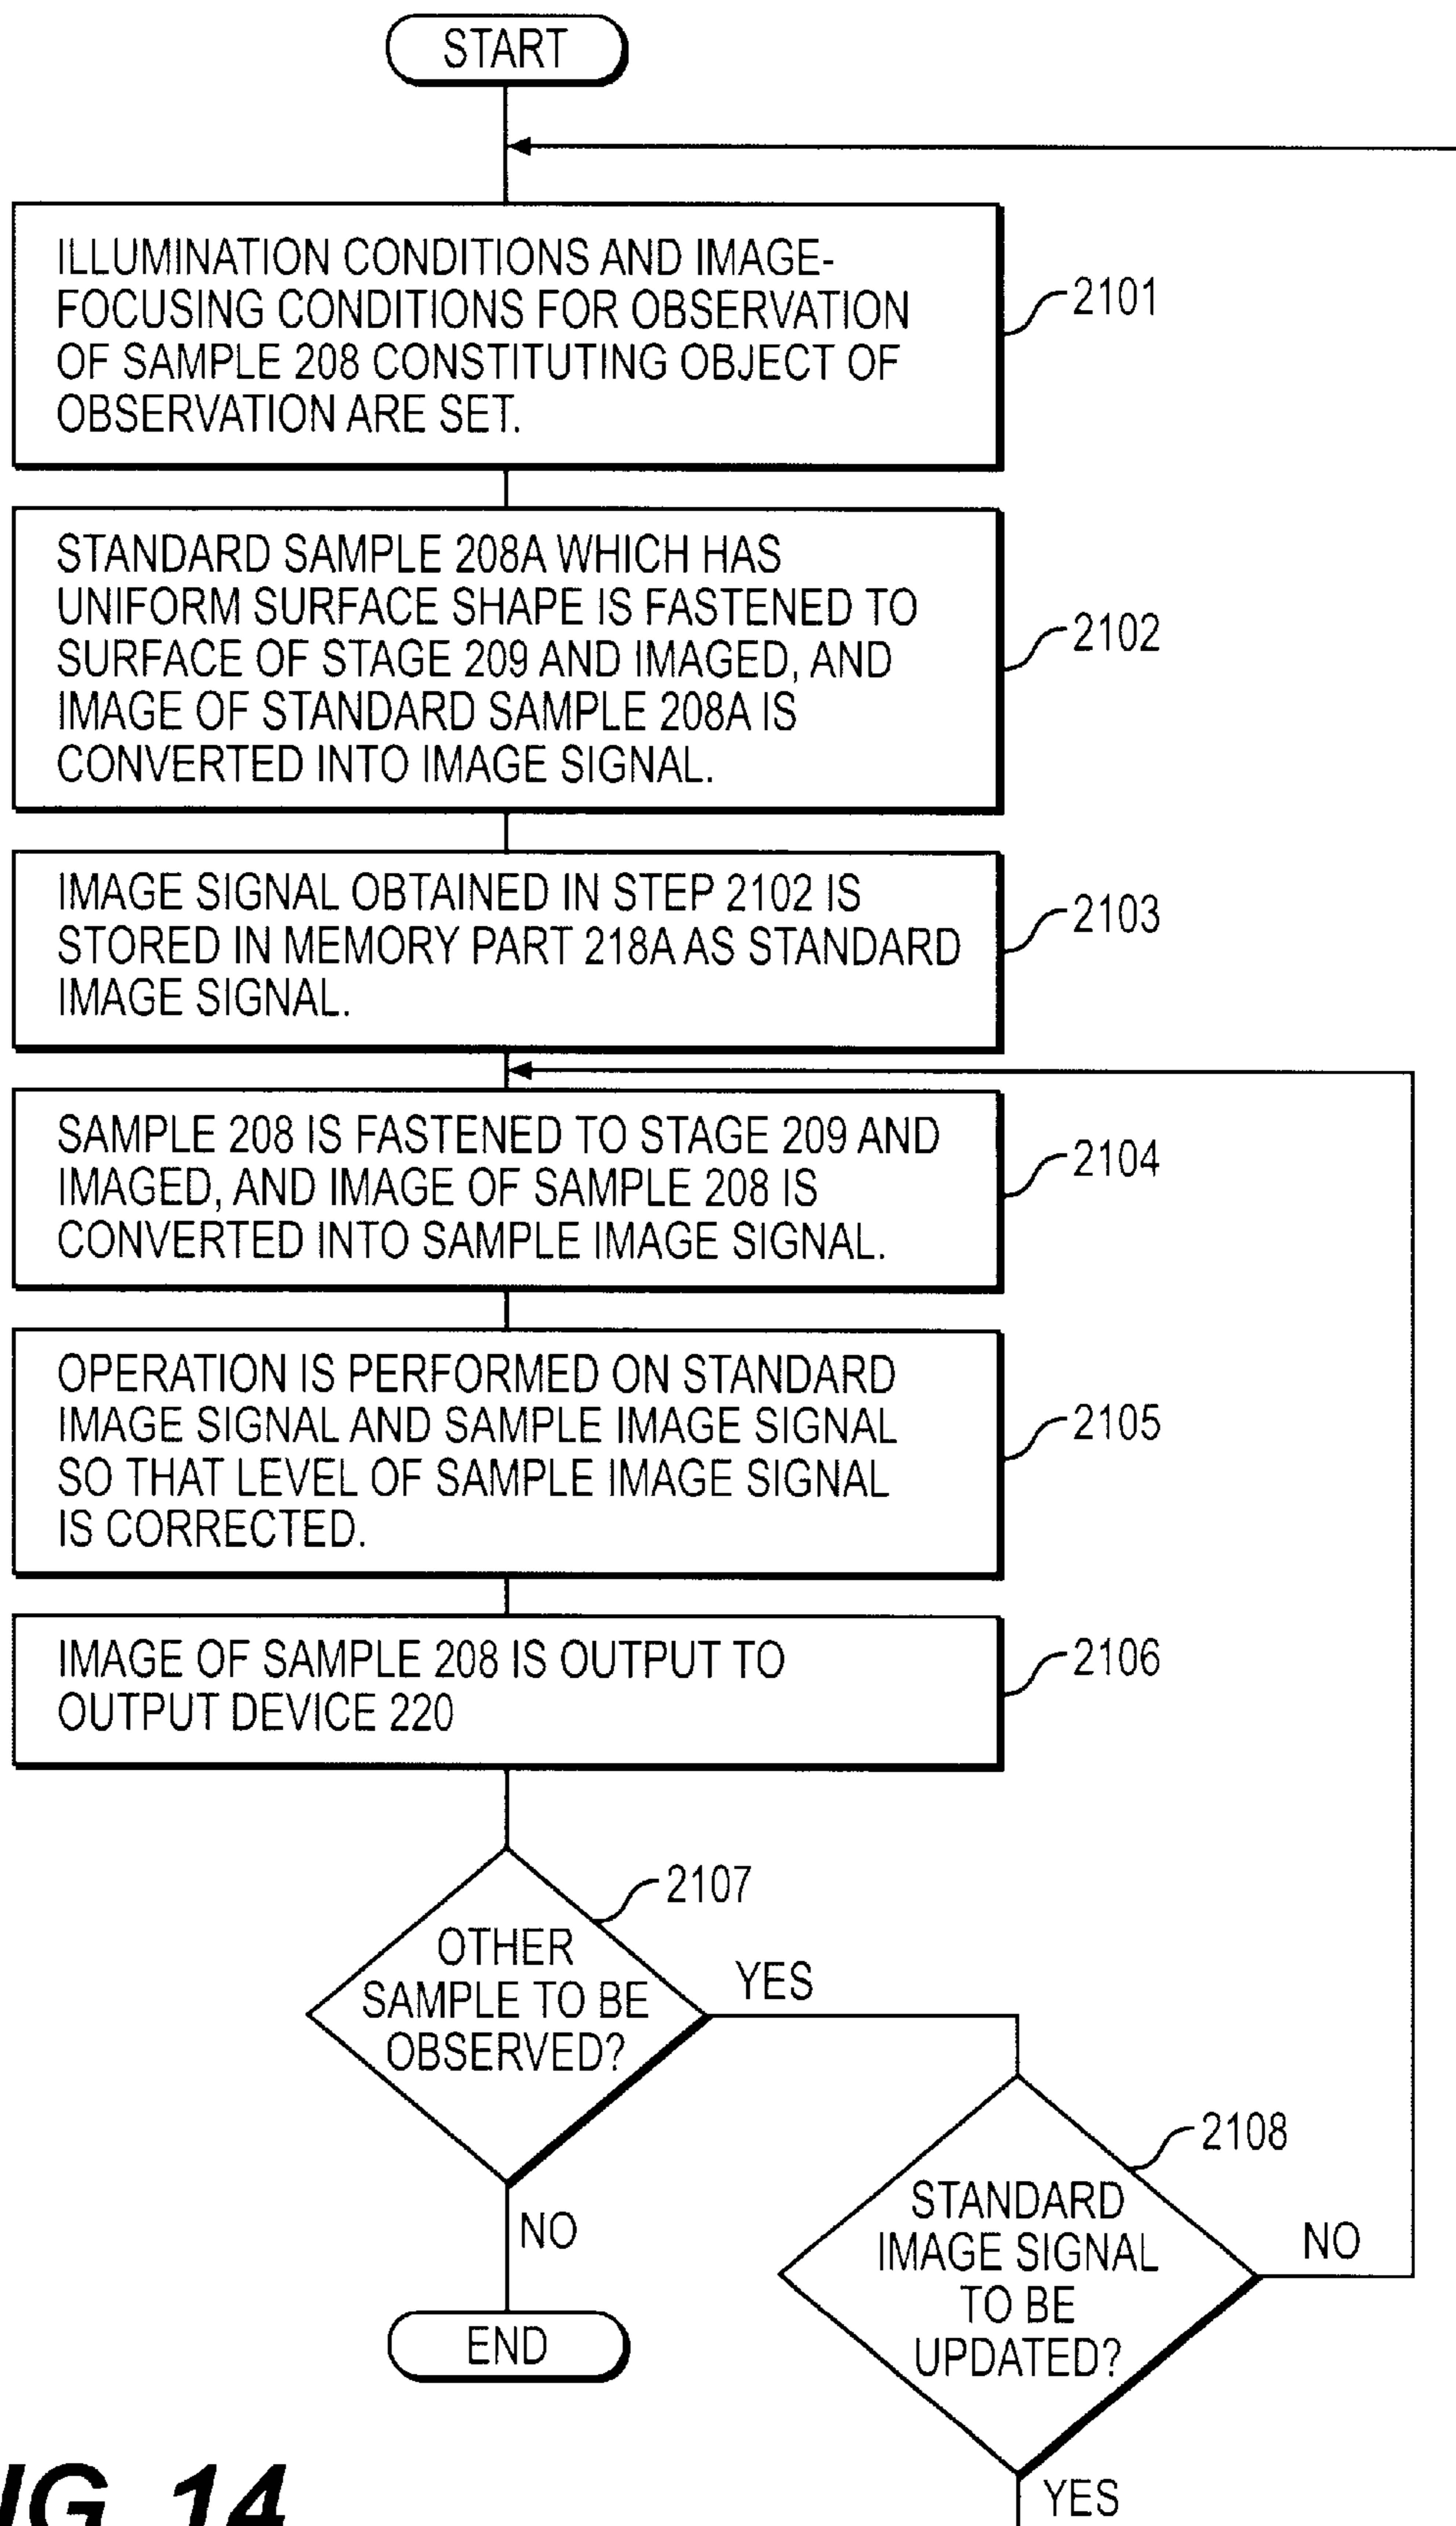 START
ILLUMINATION CONDITIONS AND IMAGE-
FOCUSING CONDITIONS FOR OBSERVATION
OF SAMPLE 208 CONSTITUTING OBJECT OF
OBSERVATION ARE SET.
2101
STANDARD SAMPLE 208A WHICH HAS
UNIFORM SURFACE SHAPE IS FASTENED TO
SURFACE OF STAGE 209 AND IMAGED, AND
IMAGE OF STANDARD SAMPLE 208A IS
CONVERTED INTO IMAGE SIGNAL.
2102
IMAGE SIGNAL OBTAINED IN STEP 2102 IS
STORED IN MEMORY PART 218A AS STANDARD
IMAGE SIGNAL.
2103
SAMPLE 208 IS FASTENED TO STAGE 209 AND
IMAGED, AND IMAGE OF SAMPLE 208 IS
CONVERTED INTO SAMPLE IMAGE SIGNAL.
2104
OPERATION IS PERFORMED ON STANDARD
IMAGE SIGNAL AND SAMPLE IMAGE SIGNAL
SO THAT LEVEL OF SAMPLE IMAGE SIGNAL
IS CORRECTED.
2105
IMAGE OF SAMPLE 208 IS OUTPUT TO
OUTPUT DEVICE 220
2106
2107
OTHER
SAMPLE TO BE
OBSERVED?
YES
NO
END
2108
STANDARD
IMAGE SIGNAL
TO BE
UPDATED?
NO
YES
14